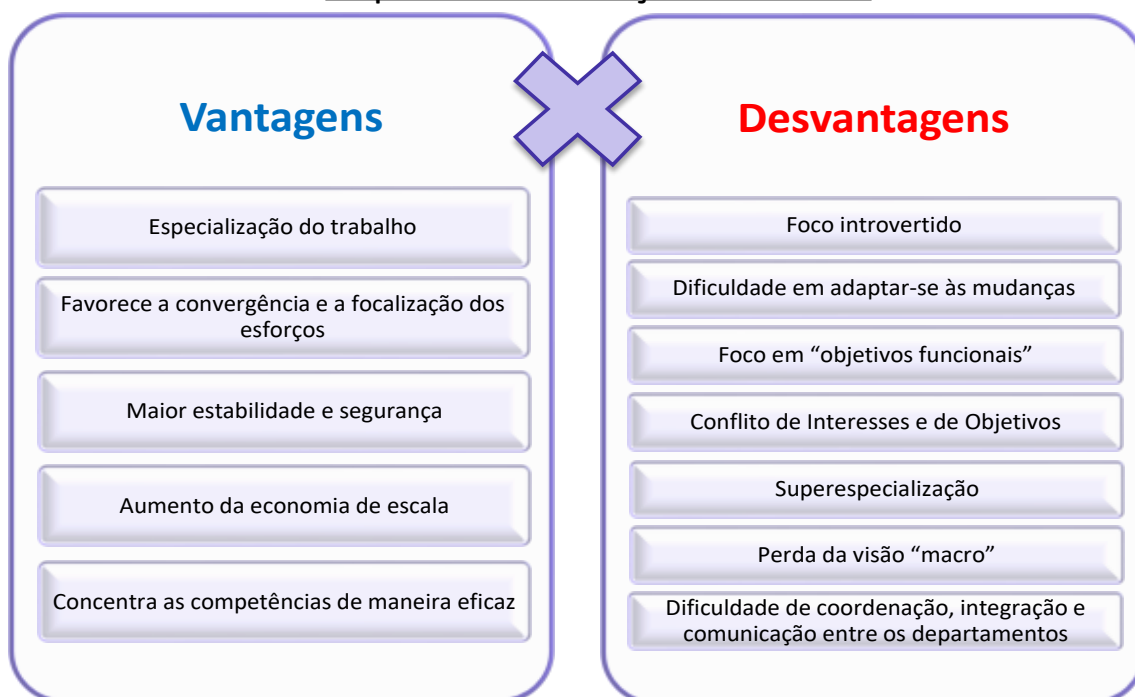 Vantagens
Especialização do trabalho
Favorece a convergência e a focalização dos
esforços
Maior estabilidade e segurança
Aumento da economia de escala
Concentra as competências de maneira eficaz
Desvantagens
Foco introvertido
Dificuldade em adaptar-se às mudanças
Foco em “objetivos funcionais”
Conflito de Interesses e de Objetivos
Superespecialização
Perda da visão “macro”
Dificuldade de coordenação, integração e
comunicação entre os departamentos